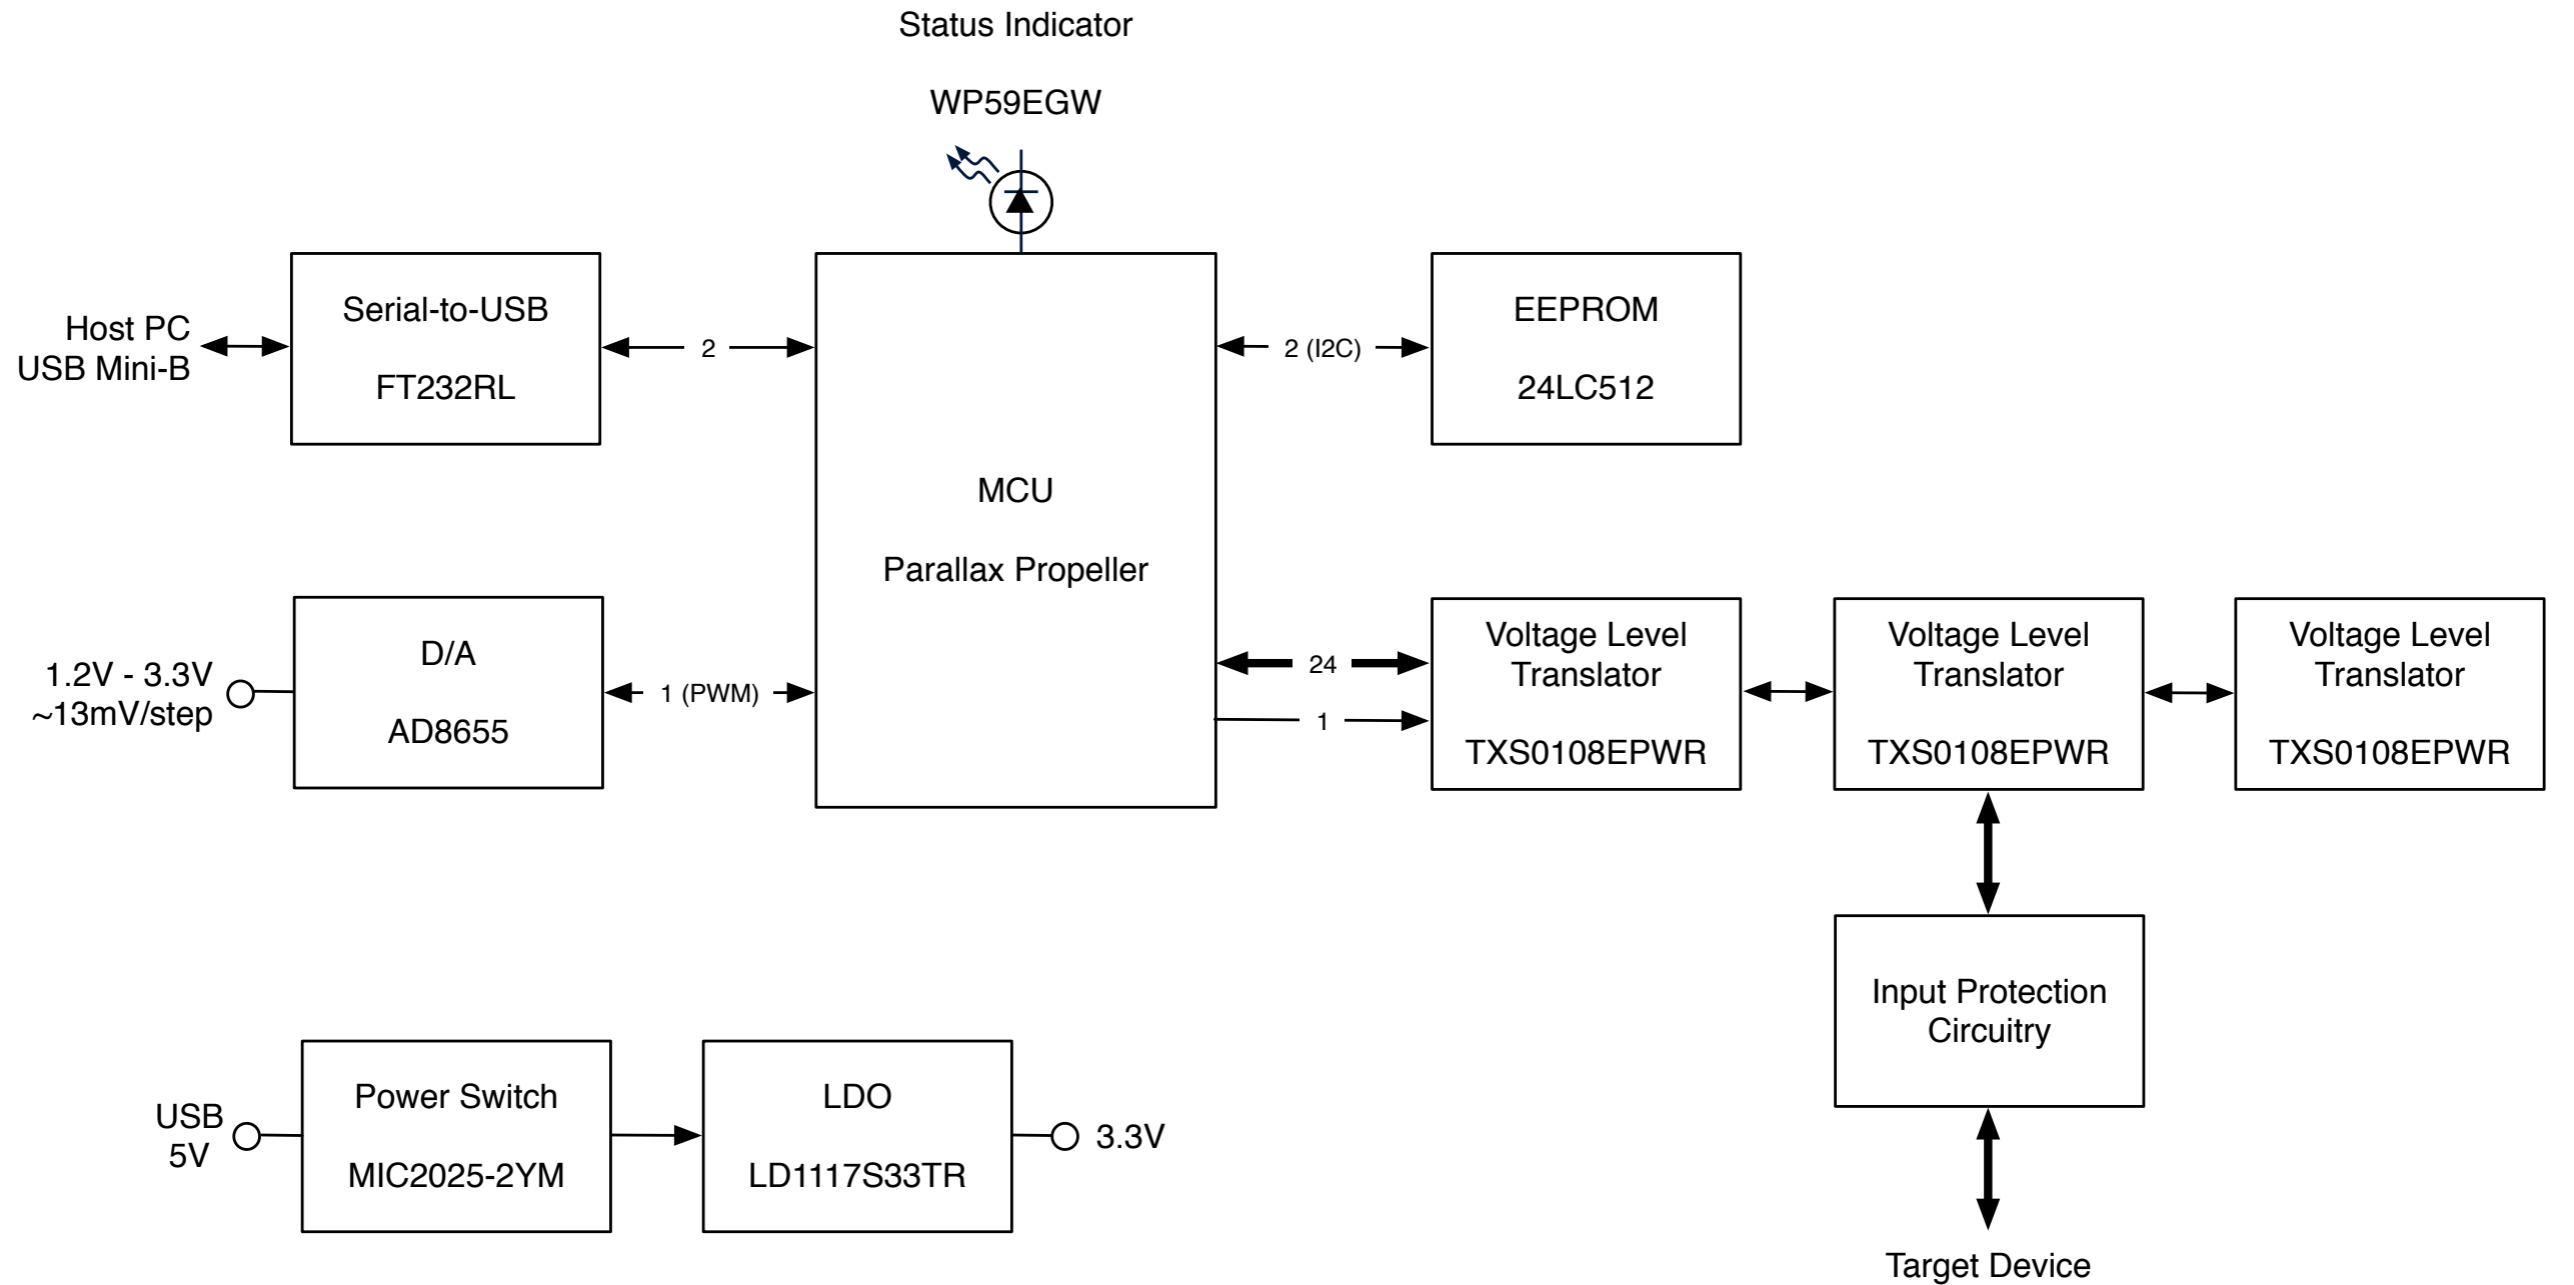 Status Indicator
WP59EGW
Host PC
USB Mini-B
Serial-to-USB
FT232RL
2
MCU
Parallax Propeller
2 (I2C)
EEPROM
24LC512
1.2V - 3.3V
~13mV/step
D/A
AD8655
1 (PWM)
24
1
Voltage Level
Translator
TXS0108EPWR
Voltage Level
Translator
TXS0108EPWR
Voltage Level
Translator
TXS0108EPWR
Input Protection
Circuitry
Target Device
USB
5V
Power Switch
MIC2025-2YM
LDO
LD1117S33TR
3.3V